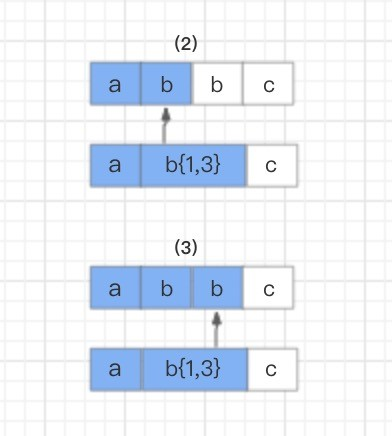 (2)
a b b c
a b{1,3} c
(3)
a b b c
a b{1,3} c